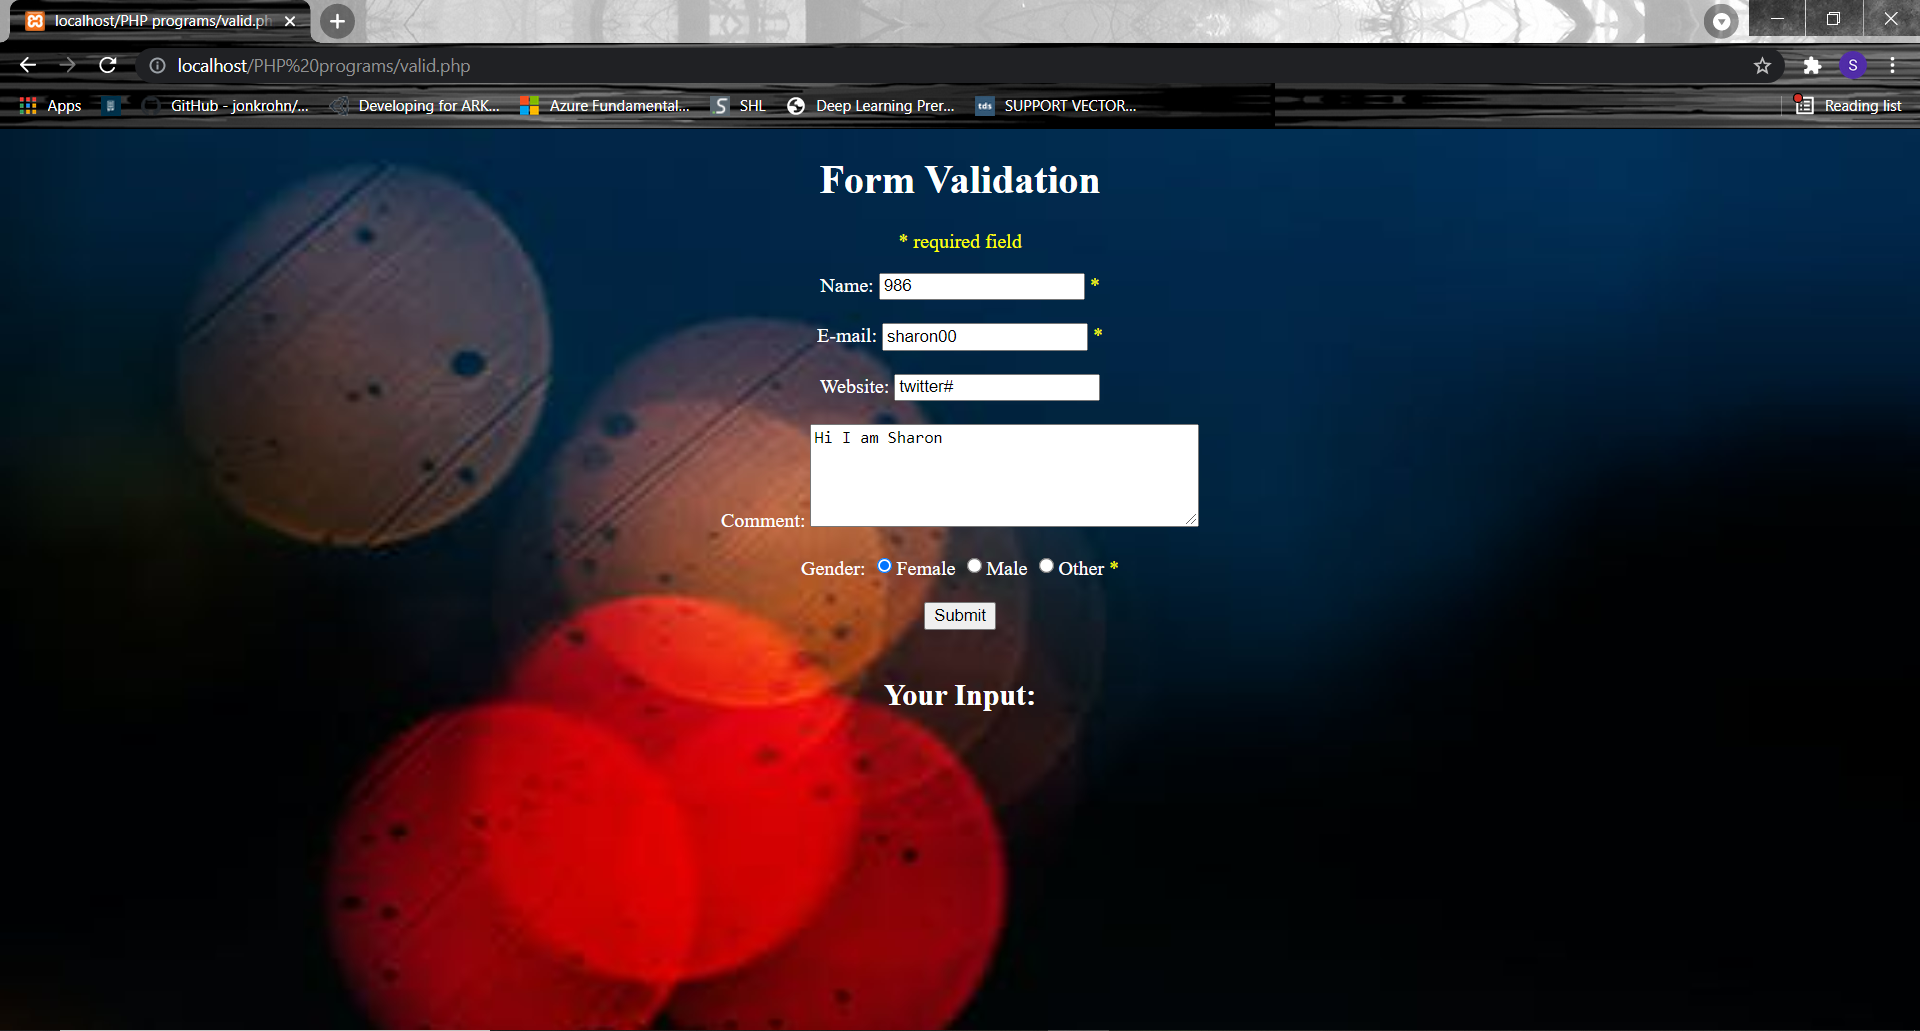 localhost/PHP programs/valid.ph
localhost/PHP%20programs/valid.php
S
Apps
GitHub - jonkrohn/...
Developing for ARK...
Azure Fundamental...
S SHL
Deep Learning Prer...
tds SUPPORT VECTOR...
Reading list
Form Validation
* required field
Name: 986 *
E-mail: sharon00 *
Website: twitter#
Hi I am Sharon
Comment:
Gender: Female Male Other *
Submit
Your Input: